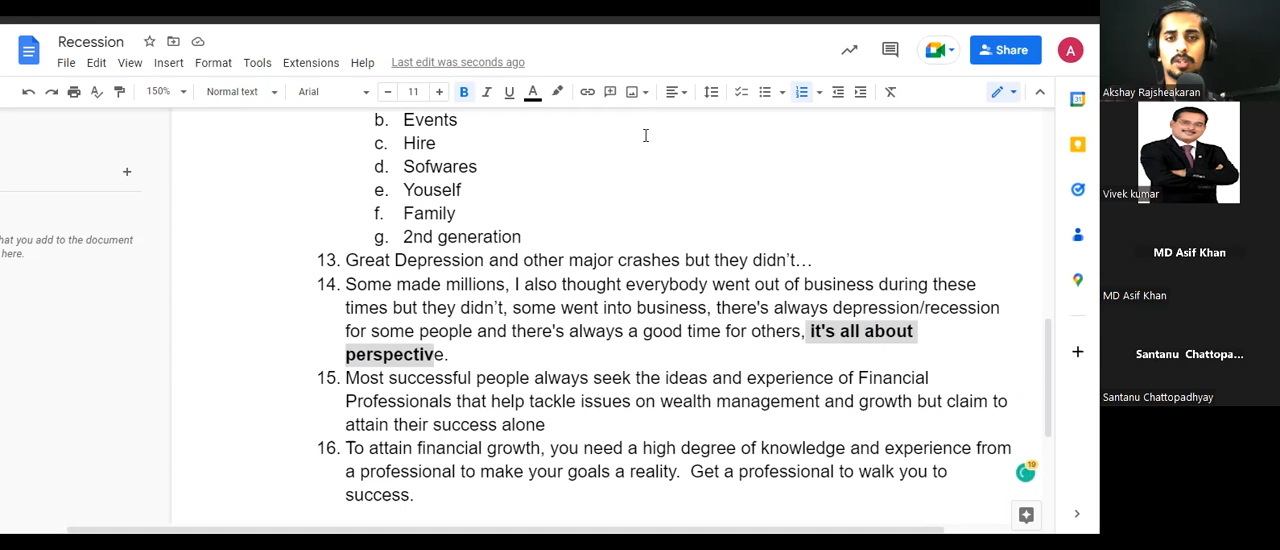 Recession
File Edit View Insert Format Tools Extensions Help Last edit was seconds ago
Share
A
150% Normal text Arial 11 B I U A
Akshay Rajsheakaran
b. Events
c. Hire
d. Sofwares
e. Youself
f. Family
g. 2nd generation
hat you add to the document
here.
13. Great Depression and other major crashes but they didn’t…
14. Some made millions, I also thought everybody went out of business during these
times but they didn’t, some went into business, there's always depression/recession
for some people and there's always a good time for others, it's all about
perspective.
15. Most successful people always seek the ideas and experience of Financial
Professionals that help tackle issues on wealth management and growth but claim to
attain their success alone
16. To attain financial growth, you need a high degree of knowledge and experience from
a professional to make your goals a reality.  Get a professional to walk you to
success.
19
31
Vivek kumar
MD Asif Khan
MD Asif Khan
Santanu Chattopa...
Santanu Chattopadhyay